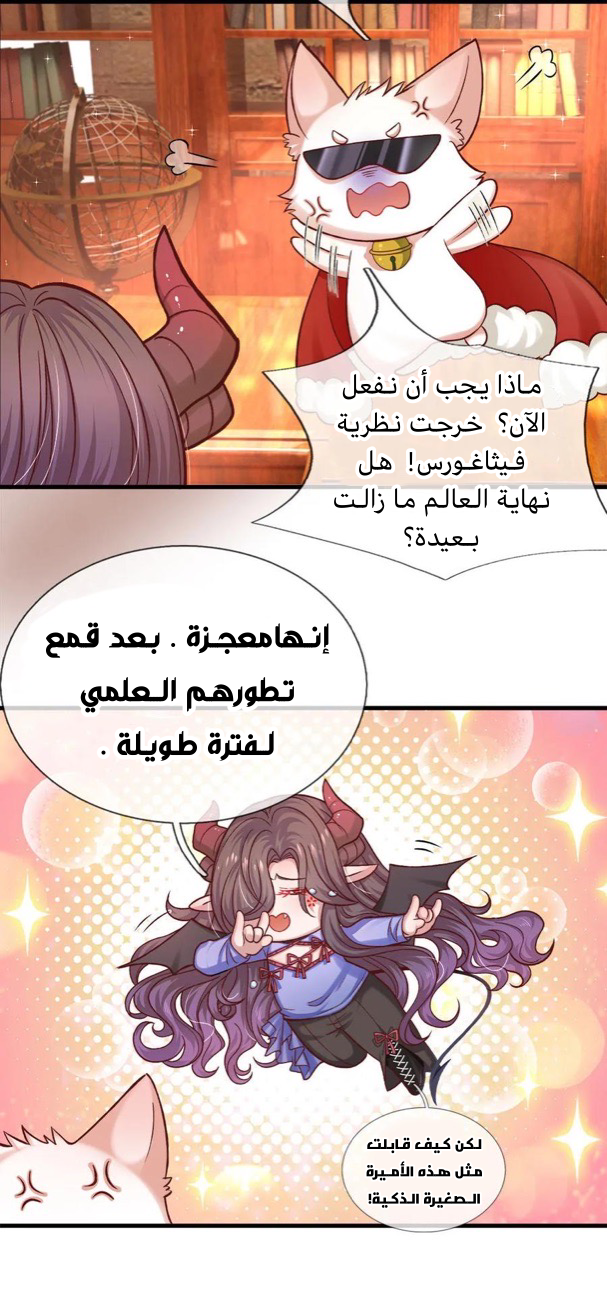 ماذا يجب أن نفعل
الآن؟ خرجت نظرية
فيثاغورس! هل
نهاية العالم ما زالت
بعيدة؟
إنهامعجزة . بعد قمع
تطورهم العلمي
لفترة طويلة .
لكن كيف قابلت
مثل هذه الأميرة
الصغيرة الذكية!